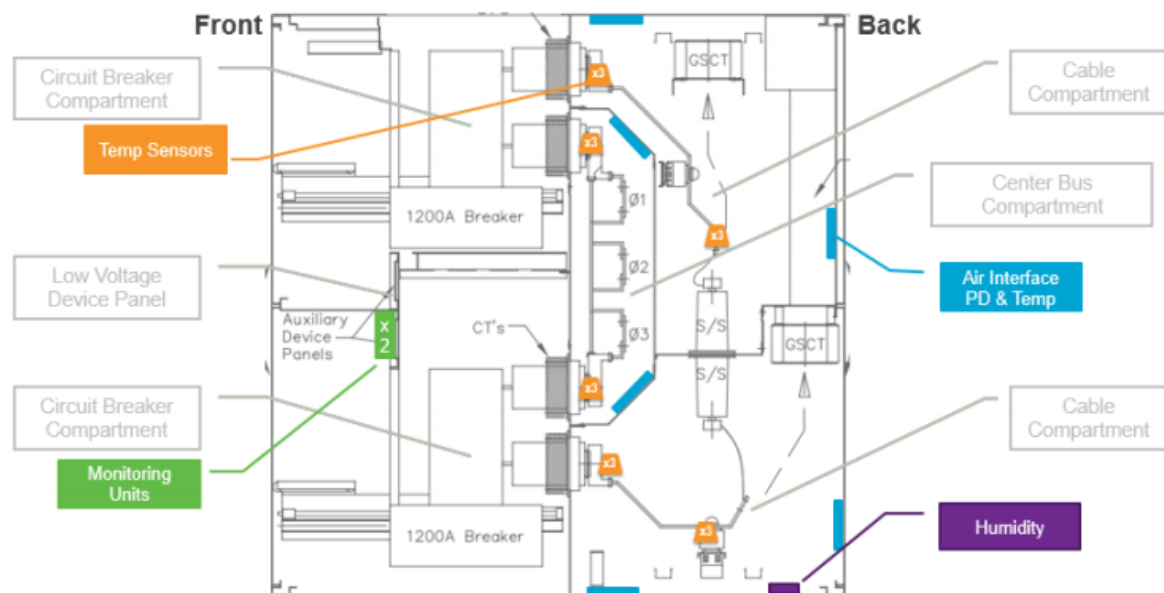 Front
Back
Circuit Breaker
Compartment
Temp Sensors
x3
GSCT
Cable
Compartment
x3
Ø1
Center Bus
Compartment
1200A Breaker
x3
Low Voltage
Device Panel
Ø2
Air Interface
PD & Temp
Auxiliary
Device
Panels
x
2
CT's
Ø3
S/S
GSCT
S/S
x3
Circuit Breaker
Compartment
Cable
Compartment
x3
Monitoring
Units
1200A Breaker
x3
Humidity